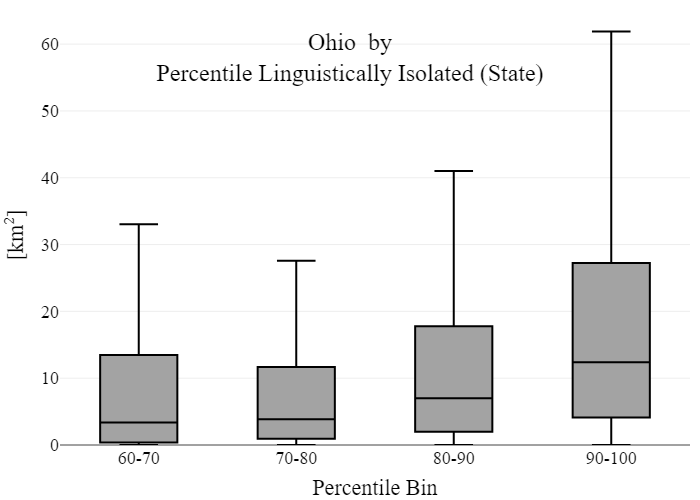 Ohio by
Percentile Linguistically Isolated (State)
[km²]
60
50
40
30
20
10
0
60-70 70-80 80-90 90-100
Percentile Bin